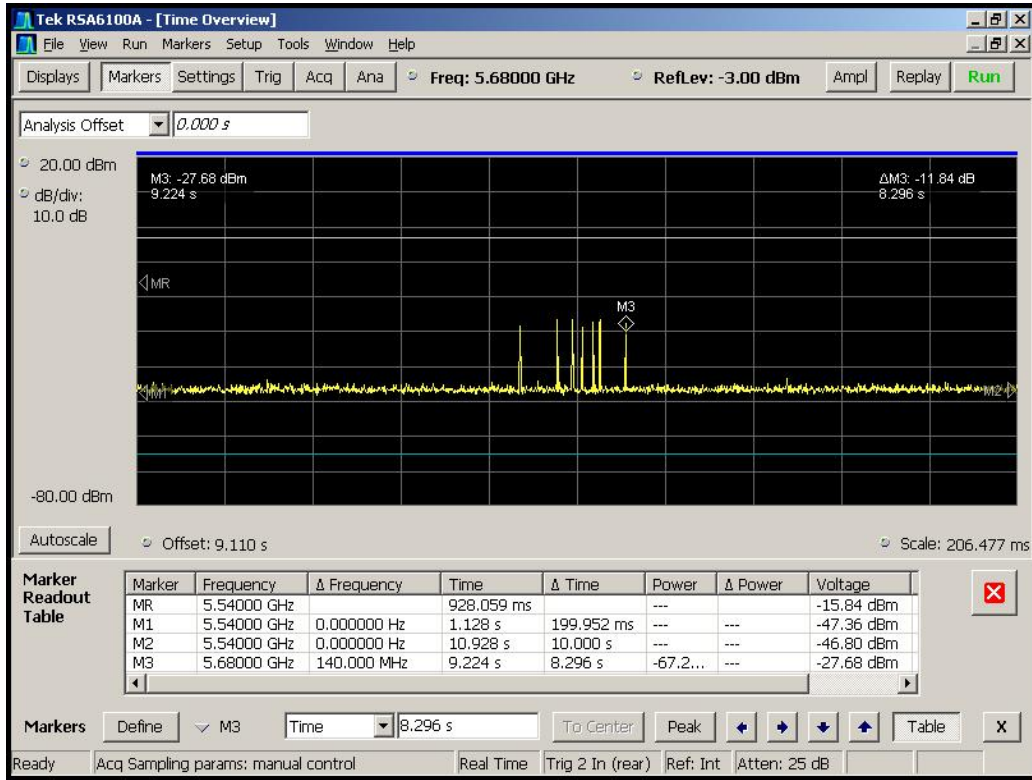 Tek RSA6100A - [Time Overview]
File View Run Markers Setup Tools Window Help
Displays Markers Settings Trig Acq Ana Freq: 5.68000 GHz RefLev: -3.00 dBm Ampl Replay Run
Analysis Offset 0.000 s
20.00 dBm
dB/div:
10.0 dB
M3: -27.68 dBm
9.224 s
ΔM3: -11.84 dB
8.296 s
MR
M3
M1
M2
-80.00 dBm
Autoscale Offset: 9.110 s Scale: 206.477 ms
Marker Readout Table
Marker Frequency Δ Frequency Time Δ Time Power Δ Power Voltage
MR 5.54000 GHz 928.059 ms --- -15.84 dBm
M1 5.54000 GHz 0.000000 Hz 1.128 s 199.952 ms --- --- -47.36 dBm
M2 5.54000 GHz 0.000000 Hz 10.928 s 10.000 s --- --- -46.80 dBm
M3 5.68000 GHz 140.000 MHz 9.224 s 8.296 s -67.2... --- -27.68 dBm
Markers Define M3 Time 8.296 s To Center Peak Table X
Ready Acq Sampling params: manual control Real Time Trig 2 In (rear) Ref: Int Atten: 25 dB